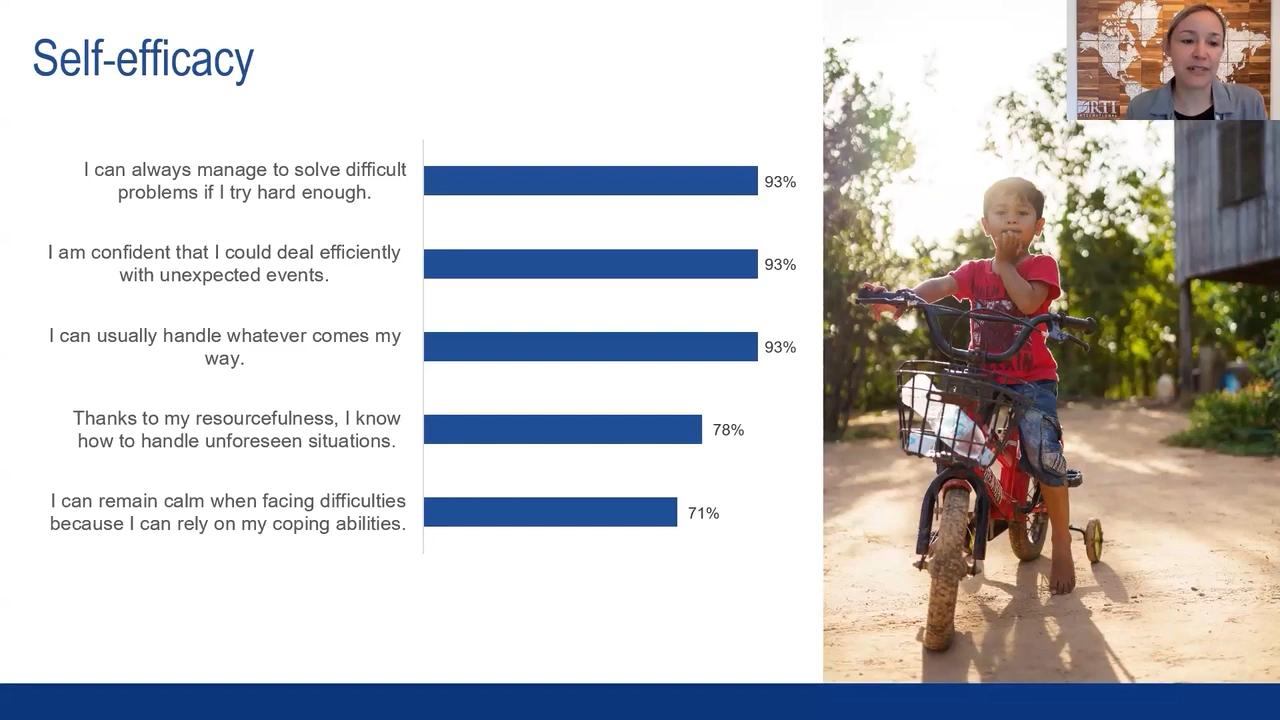 Self-efficacy
I can always manage to solve difficult
problems if I try hard enough.
93%
I am confident that I could deal efficiently
with unexpected events.
93%
I can usually handle whatever comes my
way.
93%
Thanks to my resourcefulness, I know
how to handle unforeseen situations.
78%
I can remain calm when facing difficulties
because I can rely on my coping abilities.
71%
RTI
INTERNATIONAL